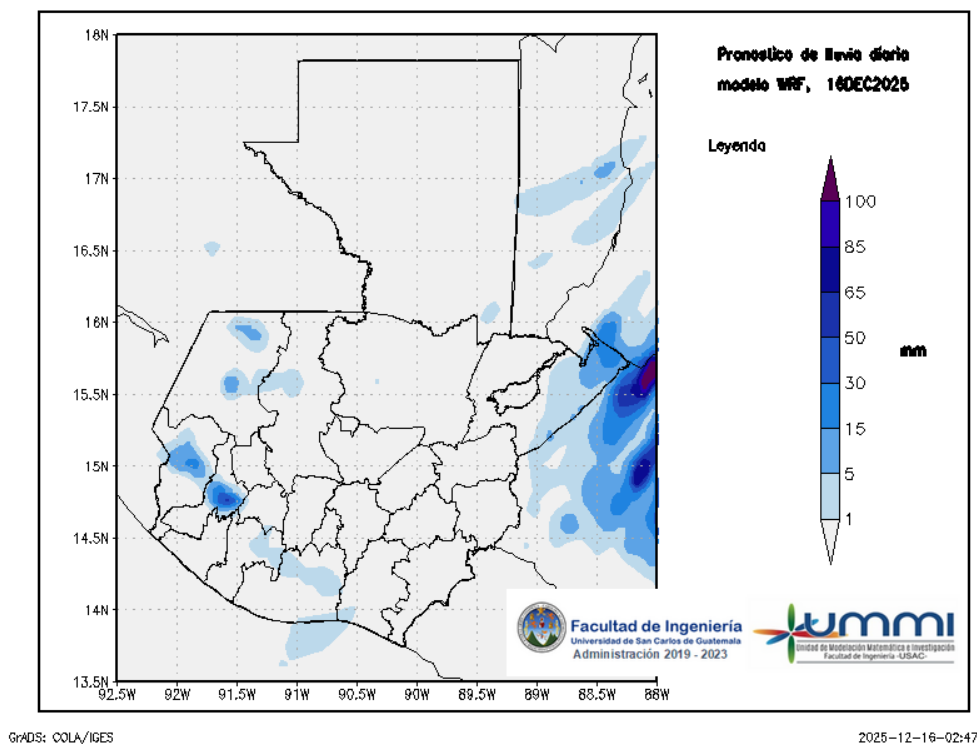 Pronostico de lluvia diaria
modelo WRF, 16DEC2025
Leyenda
100
85
65
50
30
15
5
1
mm
18N
17.5N
17N
16.5N
16N
15.5N
15N
14.5N
14N
13.5N
92.5W
92W
91.5W
91W
90.5W
90W
89.5W
89W
88.5W
88W
Facultad de Ingeniería
Universidad de San Carlos de Guatemala
Administración 2019 - 2023
UMMI
Unidad de Modelación Matemática e Investigación
Facultad de Ingeniería -USAC-
GrADS: COLA/IGES
2025-12-16-02:47